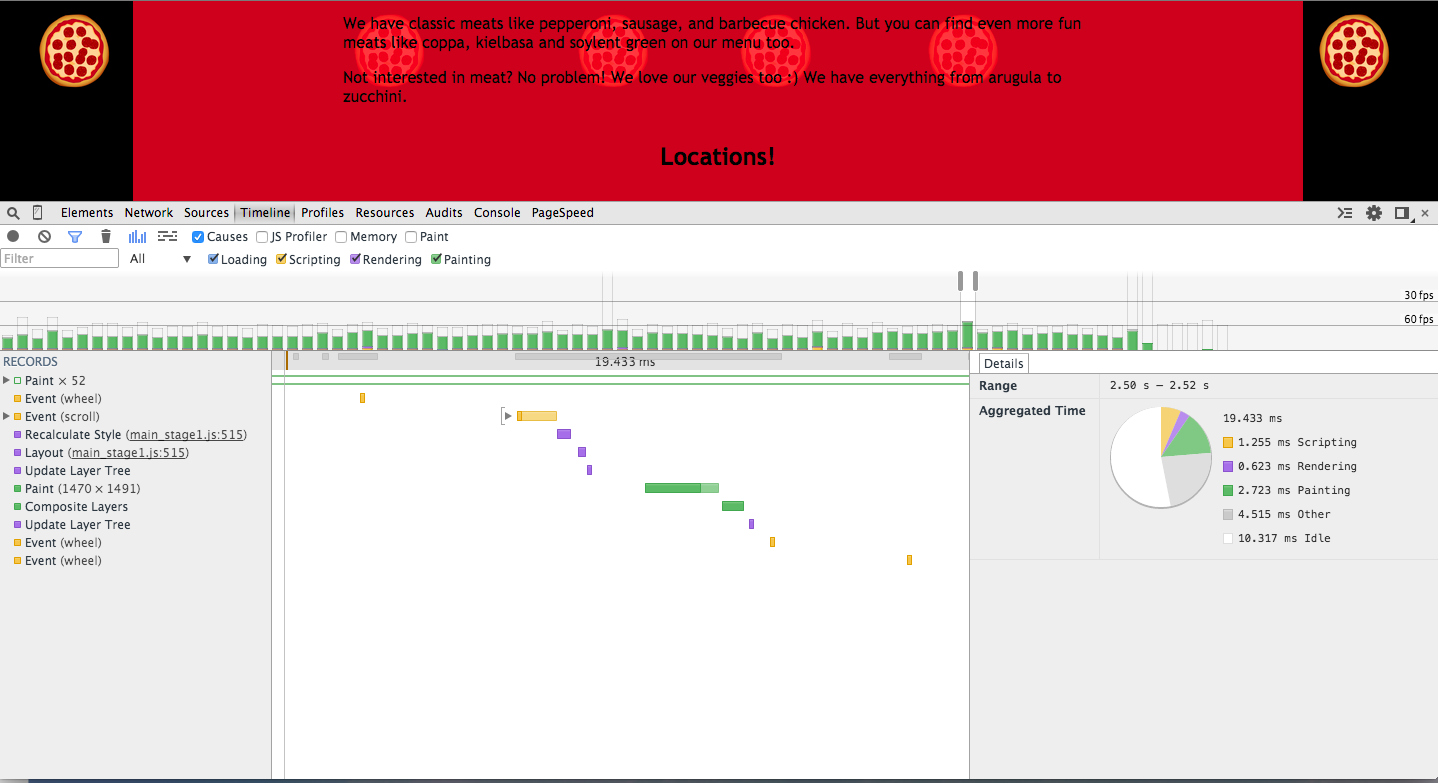 We have classic meats like pepperoni, sausage, and barbecue chicken. But you can find even more fun
meats like coppa, kielbasa and soylent green on our menu too.
Not interested in meat? No problem! We love our veggies too :) We have everything from arugula to
zucchini.
Locations!
Elements Network Sources Timeline Profiles Resources Audits Console PageSpeed
Causes JS Profiler Memory Paint
Filter All Loading Scripting Rendering Painting
30 fps
60 fps
RECORDS
19.433 ms
Paint × 52
Event (wheel)
Event (scroll)
Recalculate Style (main_stage1.js:515)
Layout (main_stage1.js:515)
Update Layer Tree
Paint (1470 × 1491)
Composite Layers
Update Layer Tree
Event (wheel)
Event (wheel)
Details
Range 2.50 s – 2.52 s
Aggregated Time
19.433 ms
1.255 ms Scripting
0.623 ms Rendering
2.723 ms Painting
4.515 ms Other
10.317 ms Idle